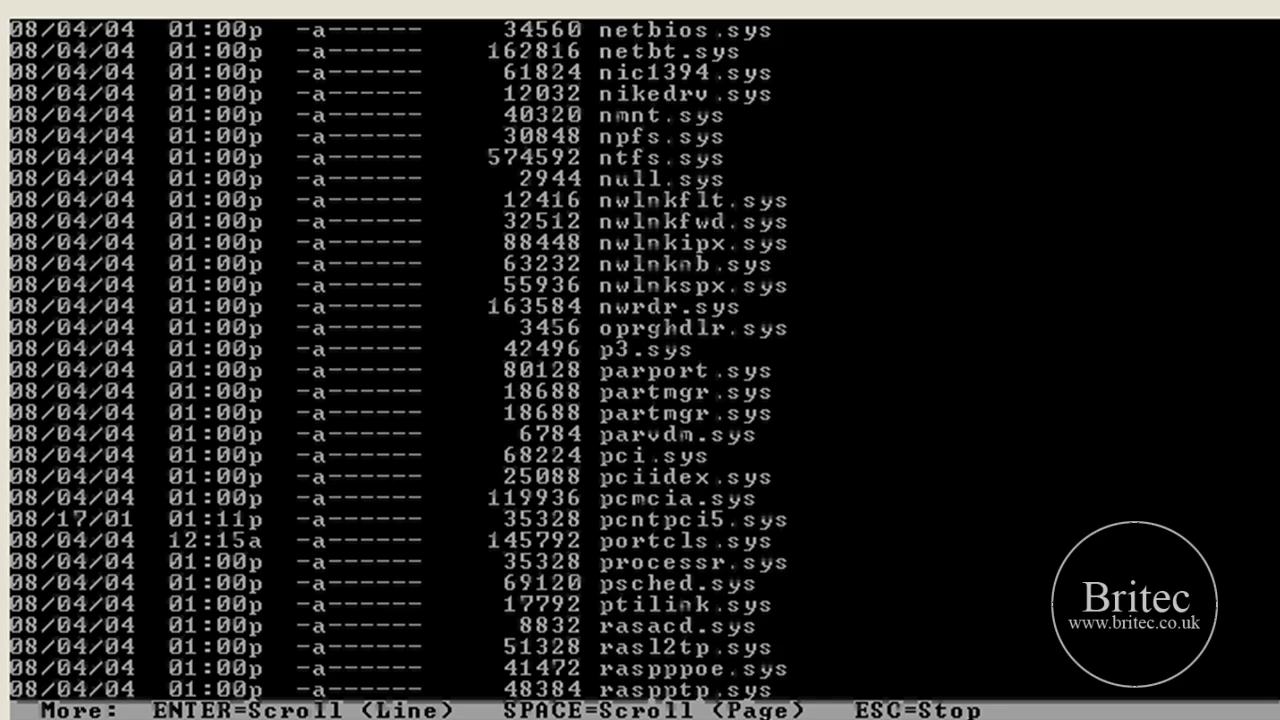 08/04/04 01:00p -a------ 34560 netbios.sys
08/04/04 01:00p -a------ 162816 netbt.sys
08/04/04 01:00p -a------ 61824 nic1394.sys
08/04/04 01:00p -a------ 12032 nikedrv.sys
08/04/04 01:00p -a------ 40320 nmnt.sys
08/04/04 01:00p -a------ 30848 npfs.sys
08/04/04 01:00p -a------ 574592 ntfs.sys
08/04/04 01:00p -a------ 2944 null.sys
08/04/04 01:00p -a------ 12416 nwlnkflt.sys
08/04/04 01:00p -a------ 32512 nwlnkfwd.sys
08/04/04 01:00p -a------ 88448 nwlnkipx.sys
08/04/04 01:00p -a------ 63232 nwlnknb.sys
08/04/04 01:00p -a------ 55936 nwlnkspx.sys
08/04/04 01:00p -a------ 163584 nwrdr.sys
08/04/04 01:00p -a------ 3456 oprghdlr.sys
08/04/04 01:00p -a------ 42496 p3.sys
08/04/04 01:00p -a------ 80128 parport.sys
08/04/04 01:00p -a------ 18688 partmgr.sys
08/04/04 01:00p -a------ 18688 partmgr.sys
08/04/04 01:00p -a------ 6784 parvdm.sys
08/04/04 01:00p -a------ 68224 pci.sys
08/04/04 01:00p -a------ 25088 pciidex.sys
08/04/04 01:00p -a------ 119936 pcmcia.sys
08/17/01 01:11p -a------ 35328 pcntpci5.sys
08/04/04 12:15a -a------ 145792 portcls.sys
08/04/04 01:00p -a------ 35328 processr.sys
08/04/04 01:00p -a------ 69120 psched.sys
08/04/04 01:00p -a------ 17792 ptilink.sys
08/04/04 01:00p -a------ 8832 rasacd.sys
08/04/04 01:00p -a------ 51328 rasl2tp.sys
08/04/04 01:00p -a------ 41472 raspppoe.sys
08/04/04 01:00p -a------ 48384 raspptp.sys
More: ENTER=Scroll (Line) SPACE=Scroll (Page) ESC=Stop
Britec
www.britec.co.uk